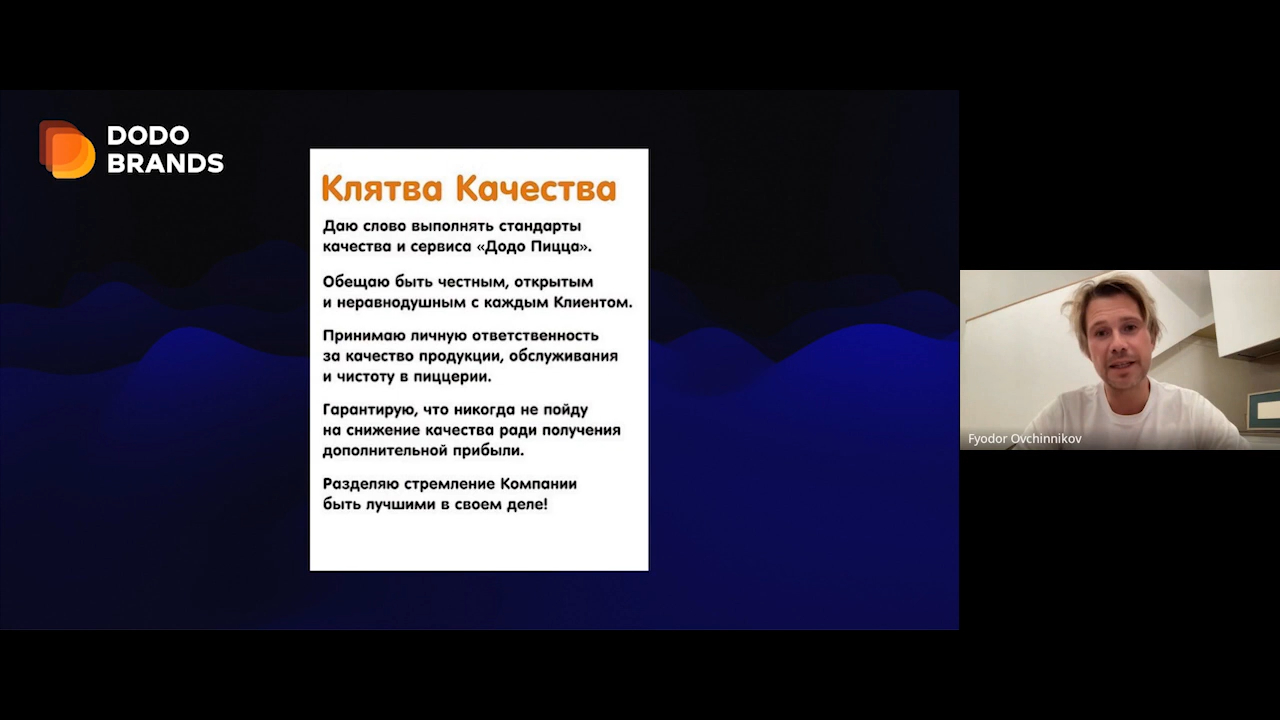 DODO
BRANDS
Клятва Качества
Даю слово выполнять стандарты
качества и сервиса «Додо Пицца».
Обещаю быть честным, открытым
и неравнодушным с каждым Клиентом.
Принимаю личную ответственность
за качество продукции, обслуживания
и чистоту в пиццерии.
Гарантирую, что никогда не пойду
на снижение качества ради получения
дополнительной прибыли.
Разделяю стремление Компании
быть лучшими в своем деле!
Fyodor Ovchinnikov